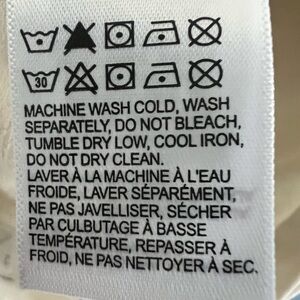 30
MACHINE WASH COLD, WASH
SEPARATELY, DO NOT BLEACH,
TUMBLE DRY LOW, COOL IRON,
DO NOT DRY CLEAN.
LAVER À LA MACHINE À L'EAU
FROIDE, LAVER SÉPARÉMENT,
NE PAS JAVELLISER, SÉCHER
PAR CULBUTAGE À BASSE
TEMPÉRATURE, REPASSER À
FROID, NE PAS NETTOYER À SEC.